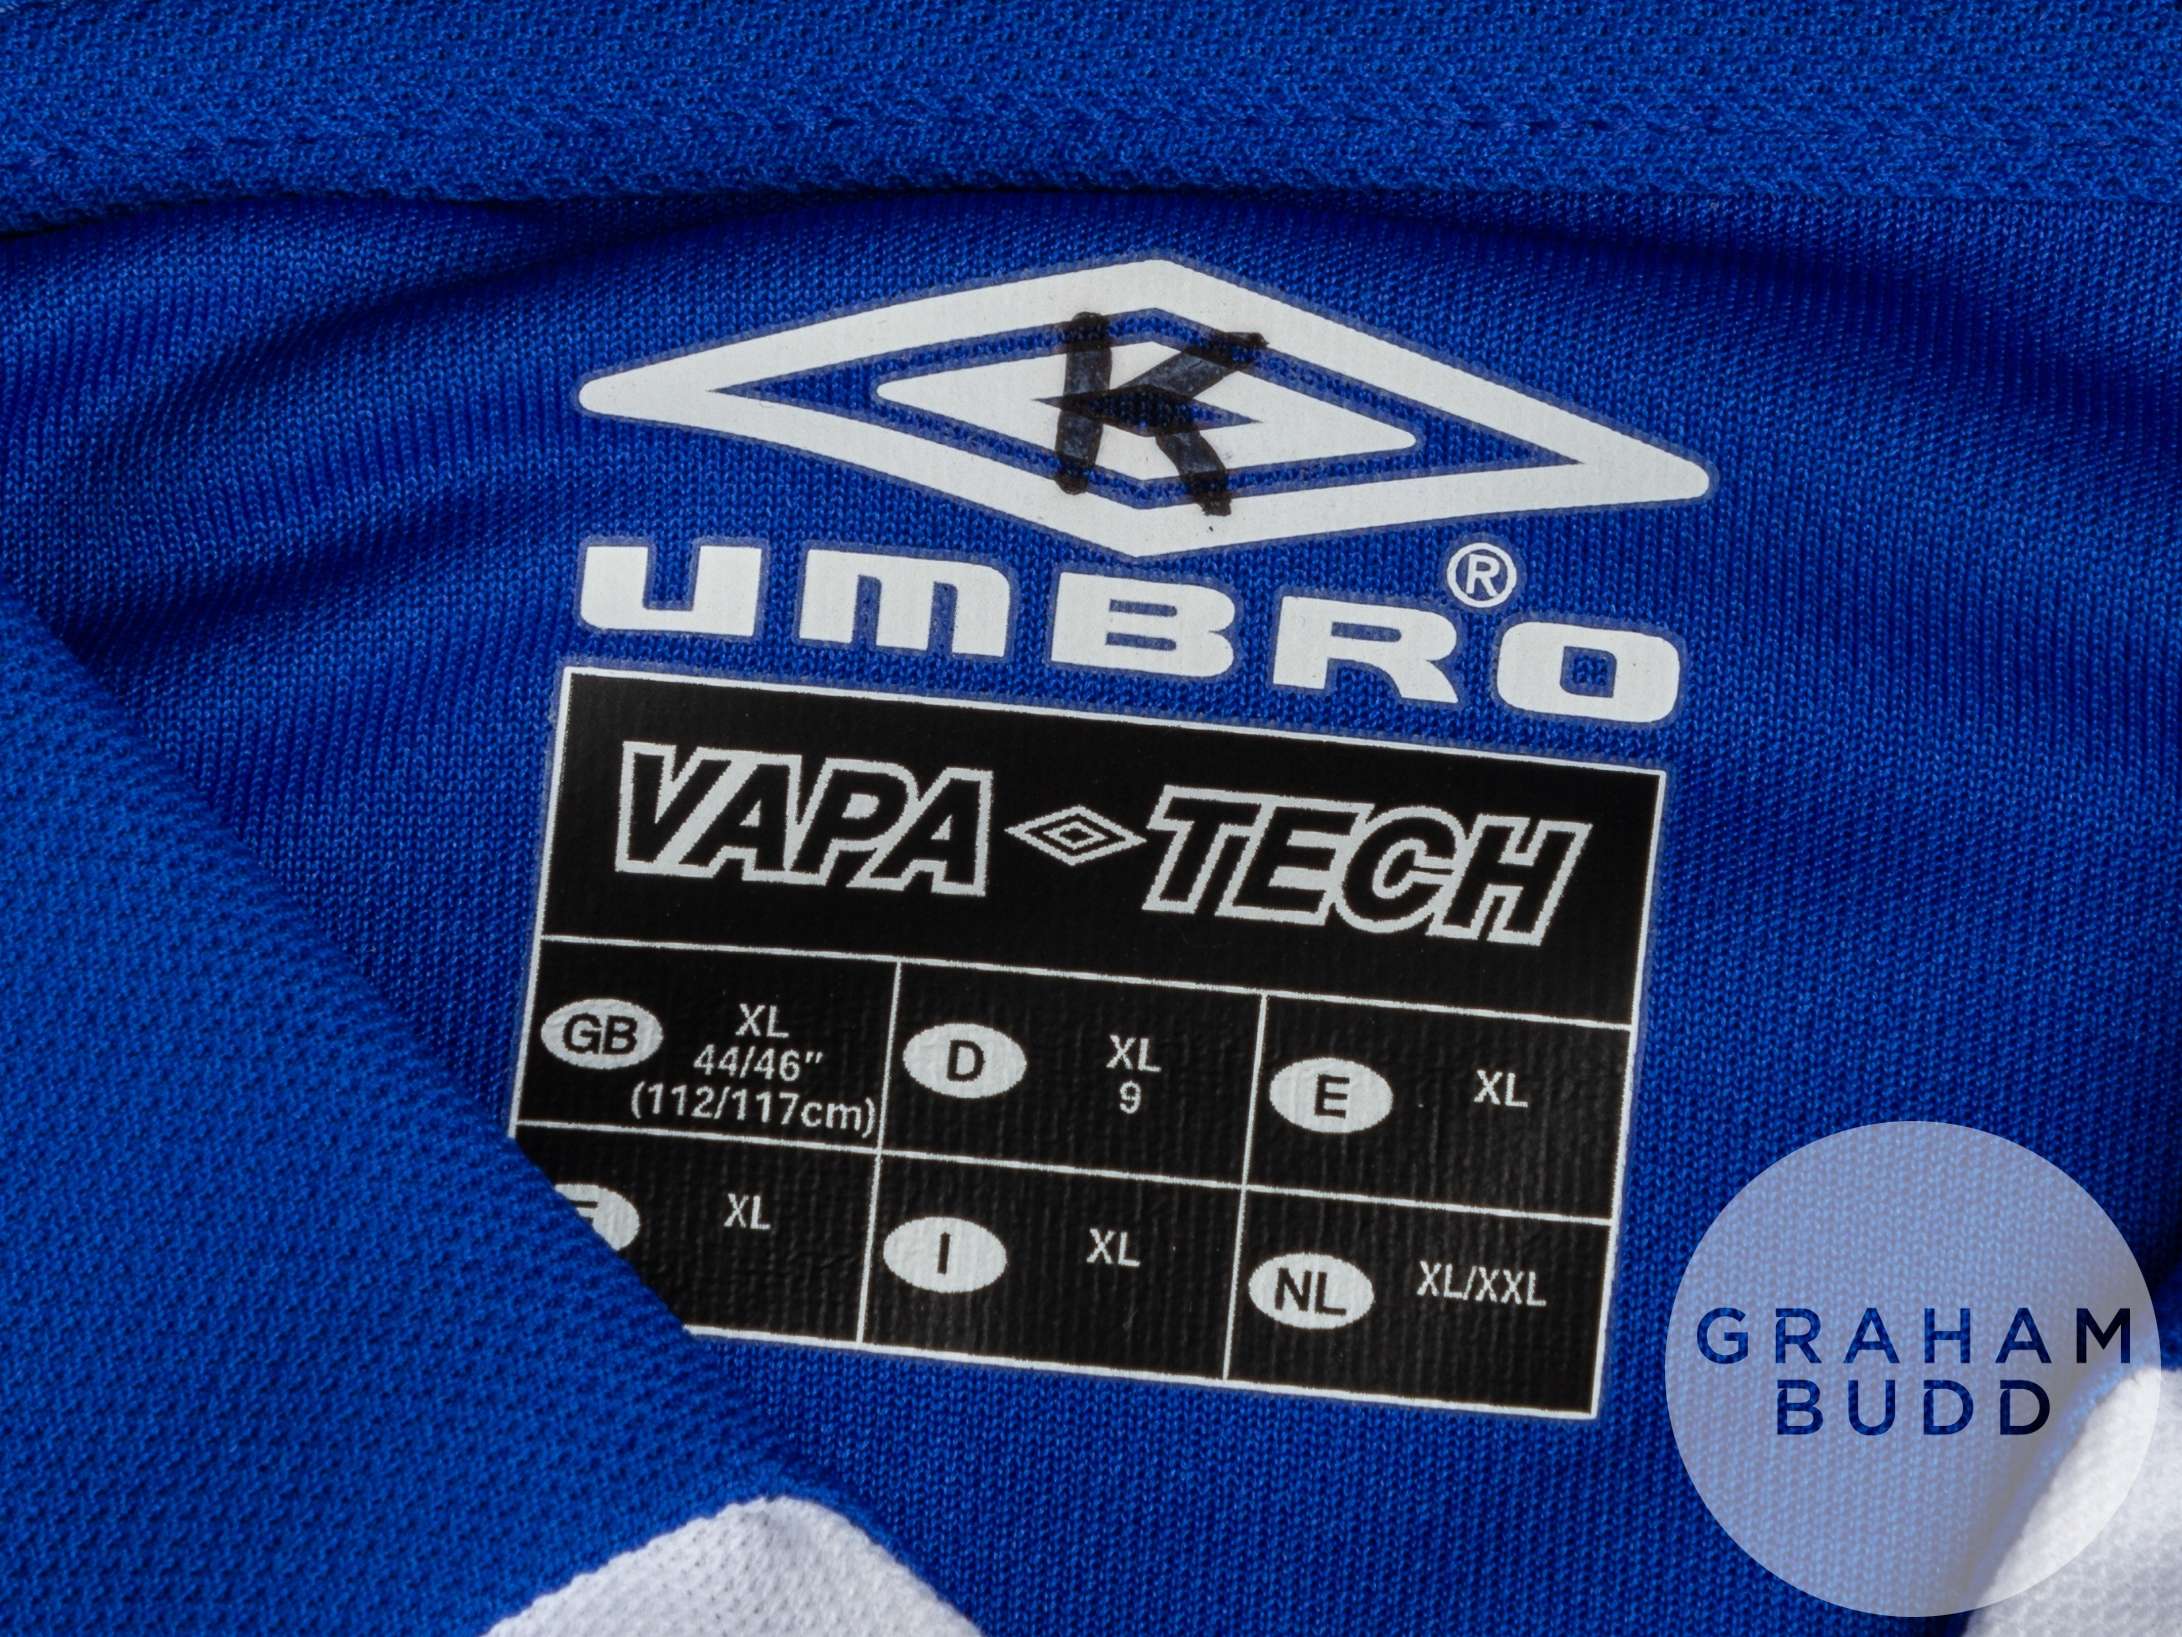 K
UMBRO®
VAPA TECH
GB XL
44/46"
(112/117cm)
D XL
9
E XL
F XL
I XL
NL XL/XXL
GRAHAM
BUDD